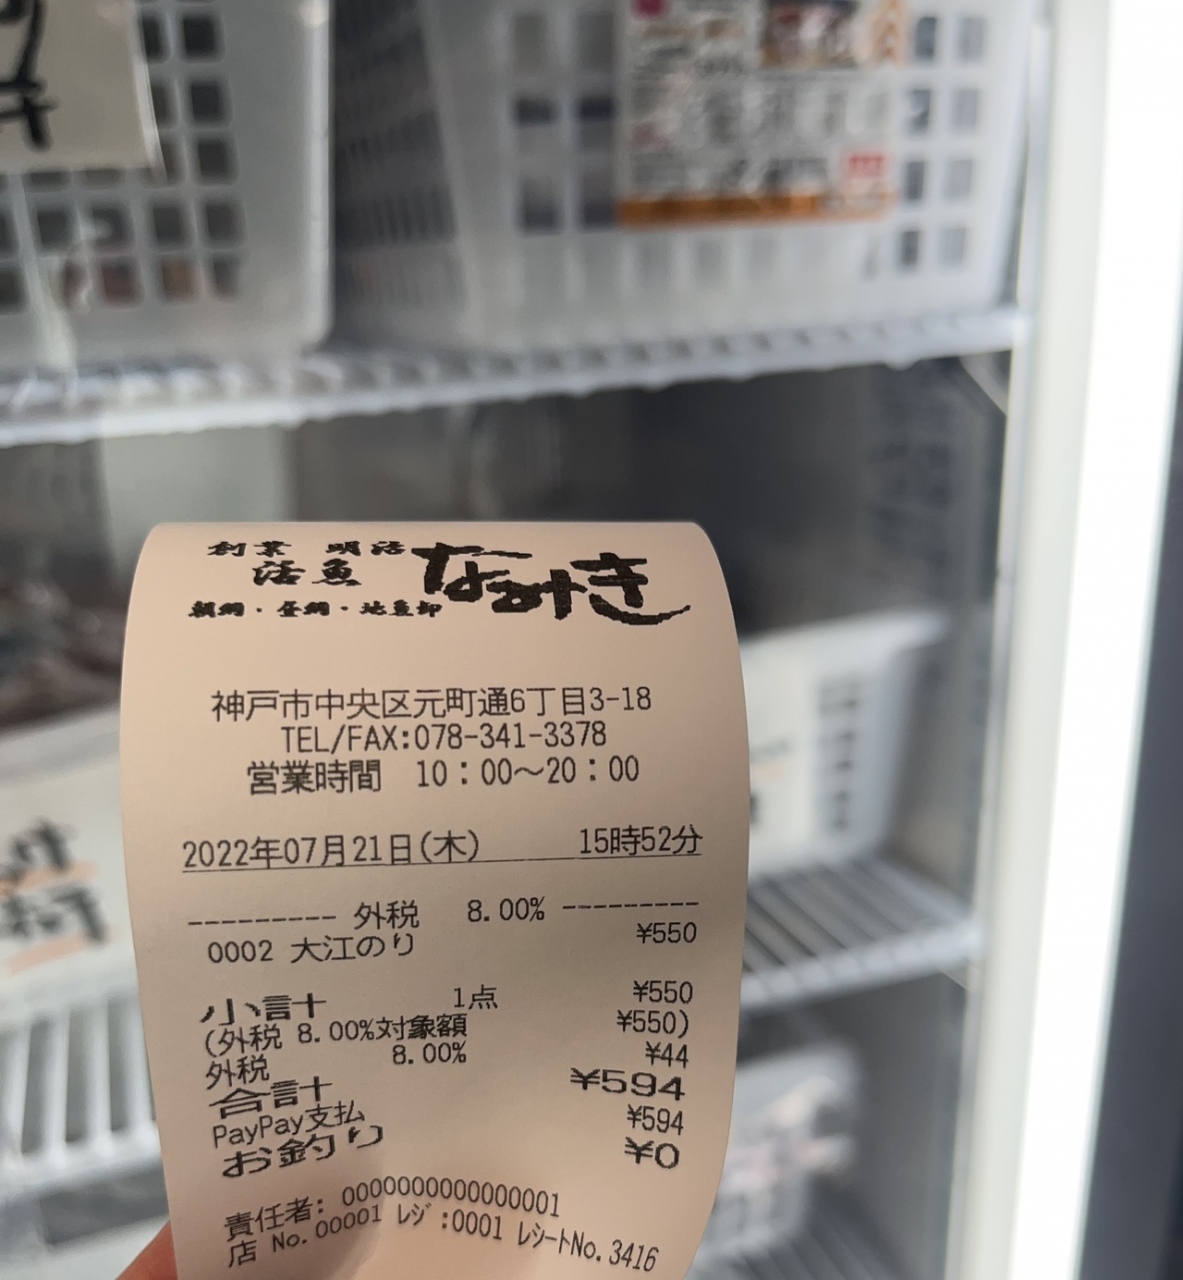 創業 明治
活魚 なみき
朝網・昼網・地魚卸
神戸市中央区元町通6丁目3-18
TEL/FAX:078-341-3378
営業時間 10：00～20：00
2022年07月21日(木) 15時52分
--------- 外税 8.00% ---------
0002 大江のり ¥550
小計 1点 ¥550
(外税 8.00%対象額 ¥550)
外税 8.00% ¥44
合計 ¥594
PayPay支払 ¥594
お釣り ¥0
責任者: 0000000000000001
店 No.00001 ﾚｼﾞ:0001 ﾚｼｰﾄNo.3416